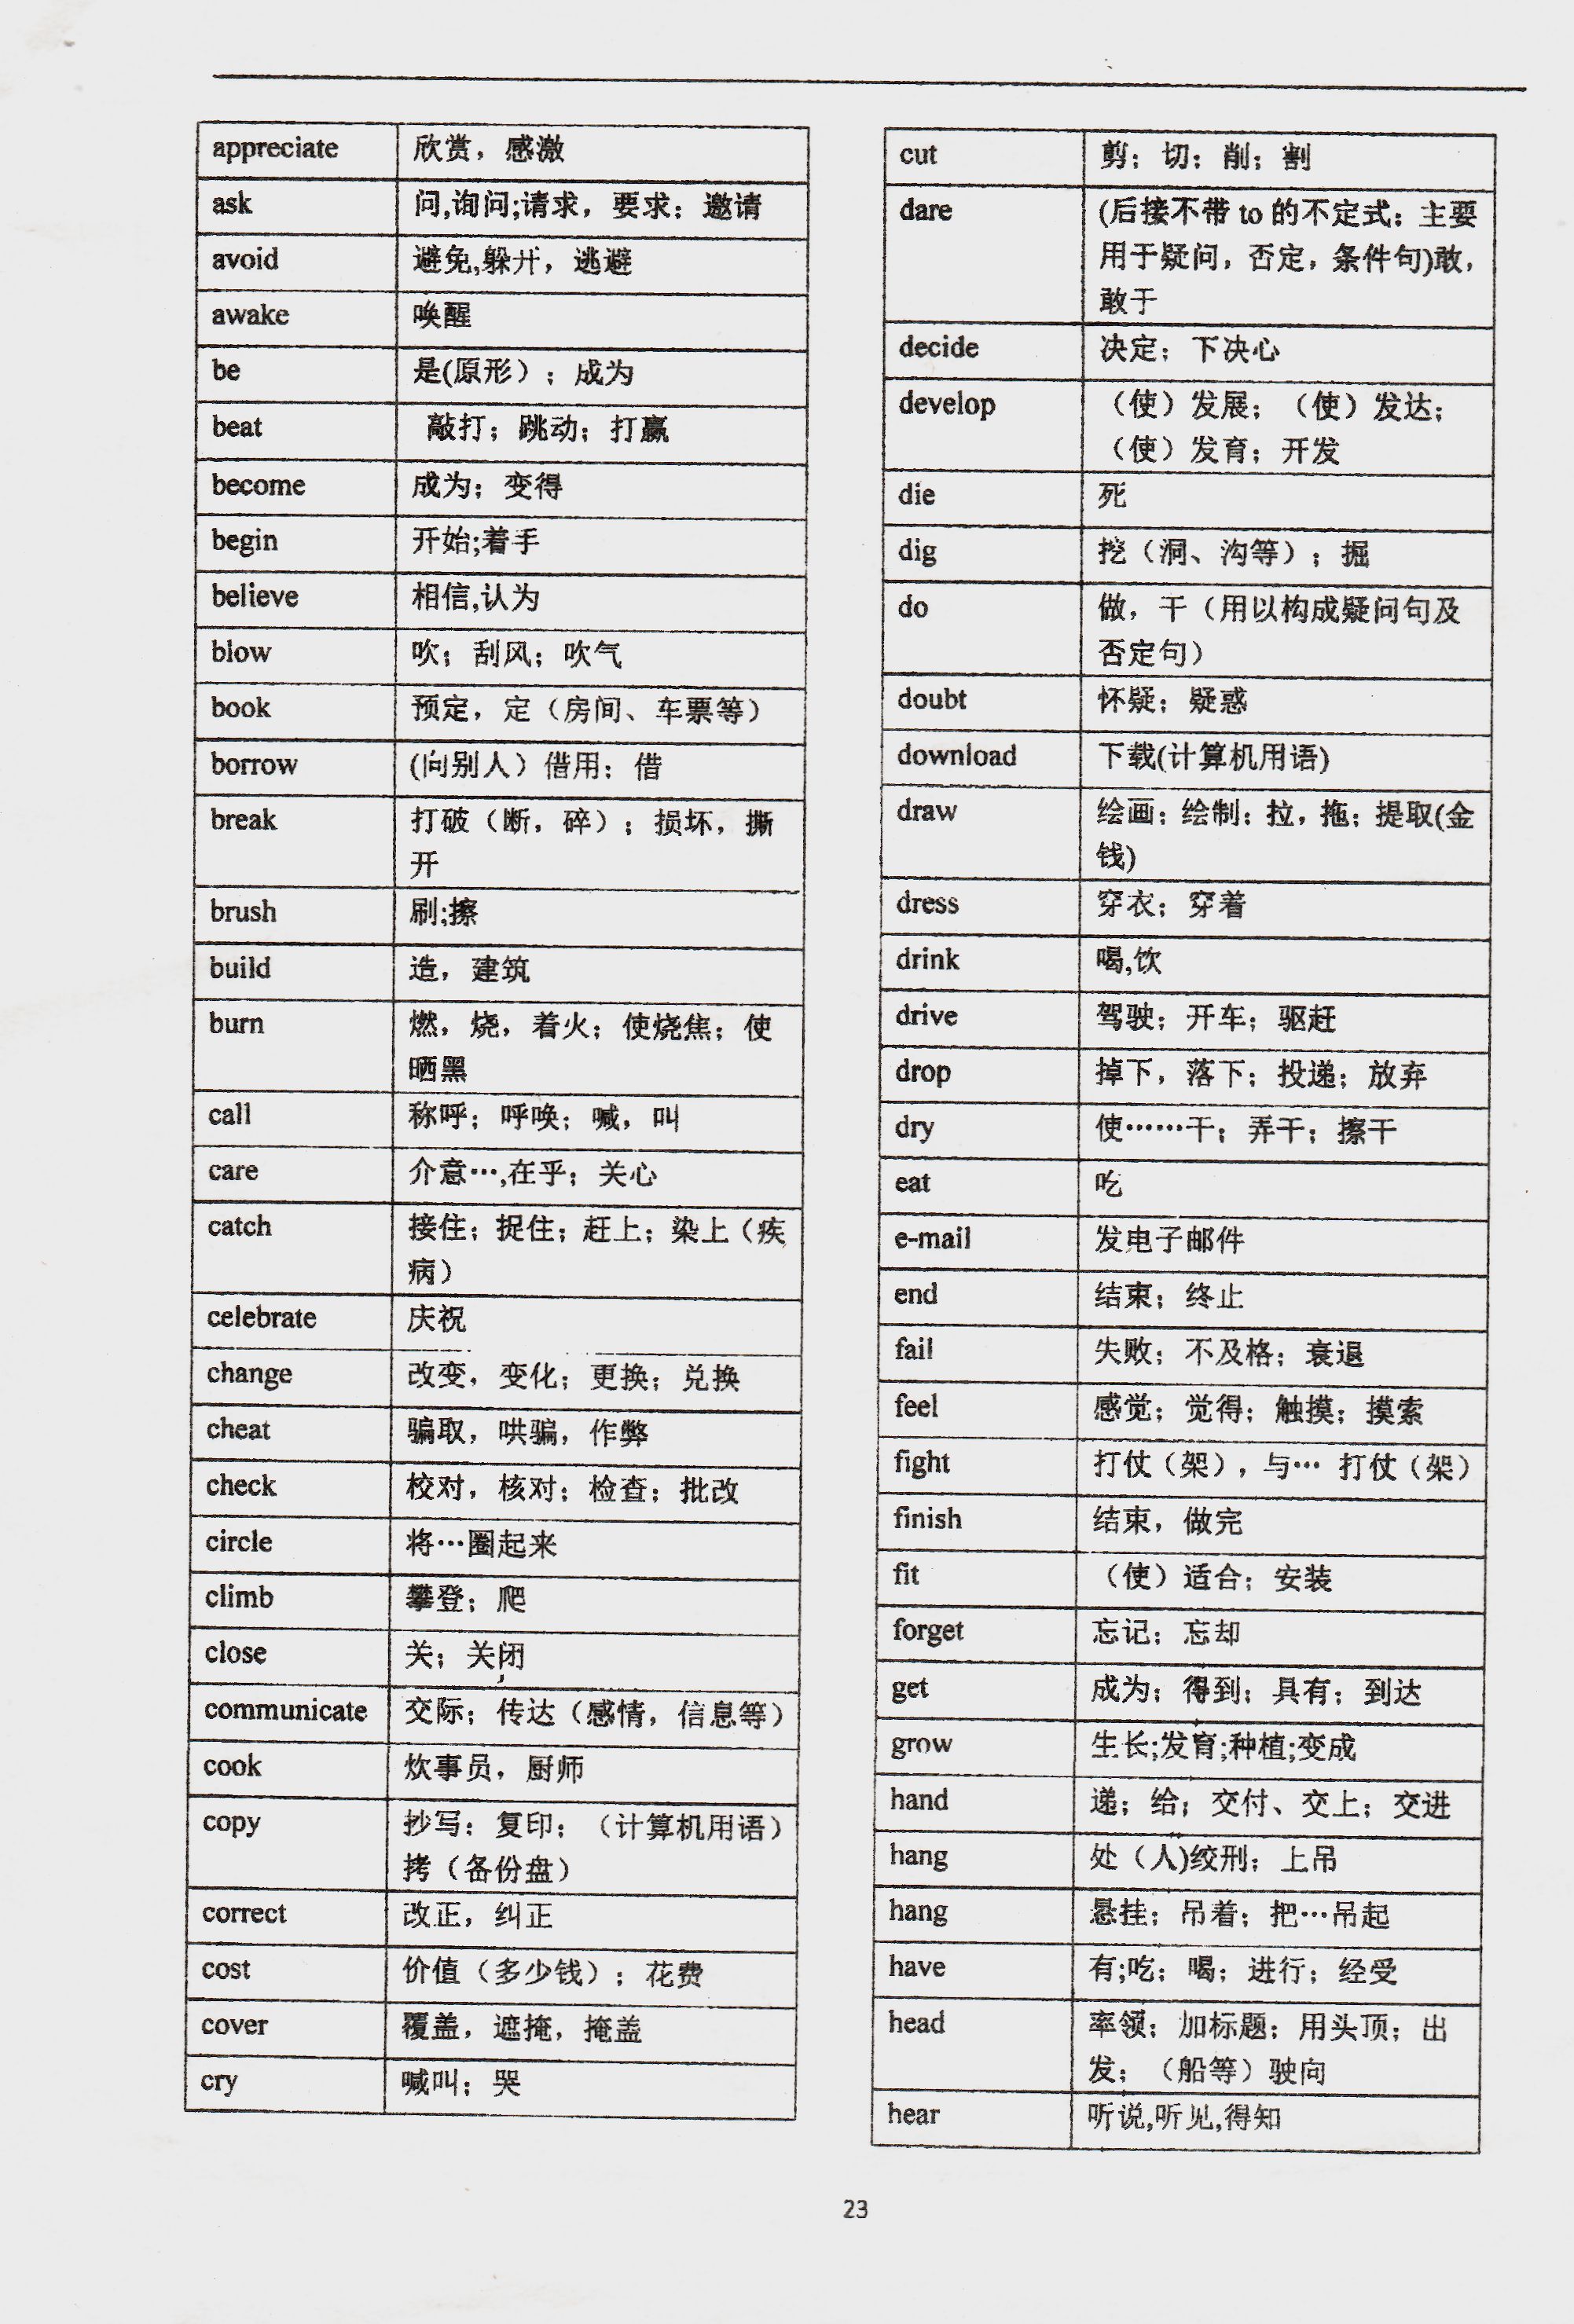 appreciate 欣赏，感激
ask 问,询问;请求，要求；邀请
avoid 避免,躲开，逃避
awake 唤醒
be 是(原形）；成为
beat 敲打；跳动；打赢
become 成为；变得
begin 开始;着手
believe 相信,认为
blow 吹；刮风；吹气
book 预定，定（房间、车票等）
borrow (向别人）借用；借
break 打破（断，碎）；损坏，撕
开
brush 刷;擦
build 造，建筑
burn 燃，烧，着火；使烧焦；使
晒黑
call 称呼；呼唤；喊，叫
care 介意…,在乎；关心
catch 接住；捉住；赶上；染上（疾
病）
celebrate 庆祝
change 改变，变化；更换；兑换
cheat 骗取，哄骗，作弊
check 校对，核对；检查；批改
circle 将…圈起来
climb 攀登；爬
close 关；关闭
communicate 交际；传达（感情，信息等）
cook 炊事员，厨师
copy 抄写；复印；（计算机用语）
拷（备份盘）
correct 改正，纠正
cost 价值（多少钱）；花费
cover 覆盖，遮掩，掩盖
cry 喊叫；哭
cut 剪；切；削；割
dare (后接不带 to 的不定式；主要
用于疑问，否定，条件句)敢，
敢于
decide 决定；下决心
develop （使）发展；（使）发达；
（使）发育；开发
die 死
dig 挖（洞、沟等）；掘
do 做，干（用以构成疑问句及
否定句）
doubt 怀疑；疑惑
download 下载(计算机用语)
draw 绘画；绘制；拉，拖；提取(金
钱)
dress 穿衣；穿着
drink 喝,饮
drive 驾驶；开车；驱赶
drop 掉下，落下；投递；放弃
dry 使……干；弄干；擦干
eat 吃
e-mail 发电子邮件
end 结束；终止
fail 失败；不及格；衰退
feel 感觉；觉得；触摸；摸索
fight 打仗（架），与… 打仗（架）
finish 结束，做完
fit （使）适合；安装
forget 忘记；忘却
get 成为；得到；具有；到达
grow 生长;发育;种植;变成
hand 递；给；交付、交上；交进
hang 处（人)绞刑；上吊
hang 悬挂；吊着；把…吊起
have 有;吃；喝；进行；经受
head 率领；加标题；用头顶；出
发；（船等）驶向
hear 听说,听见,得知
23